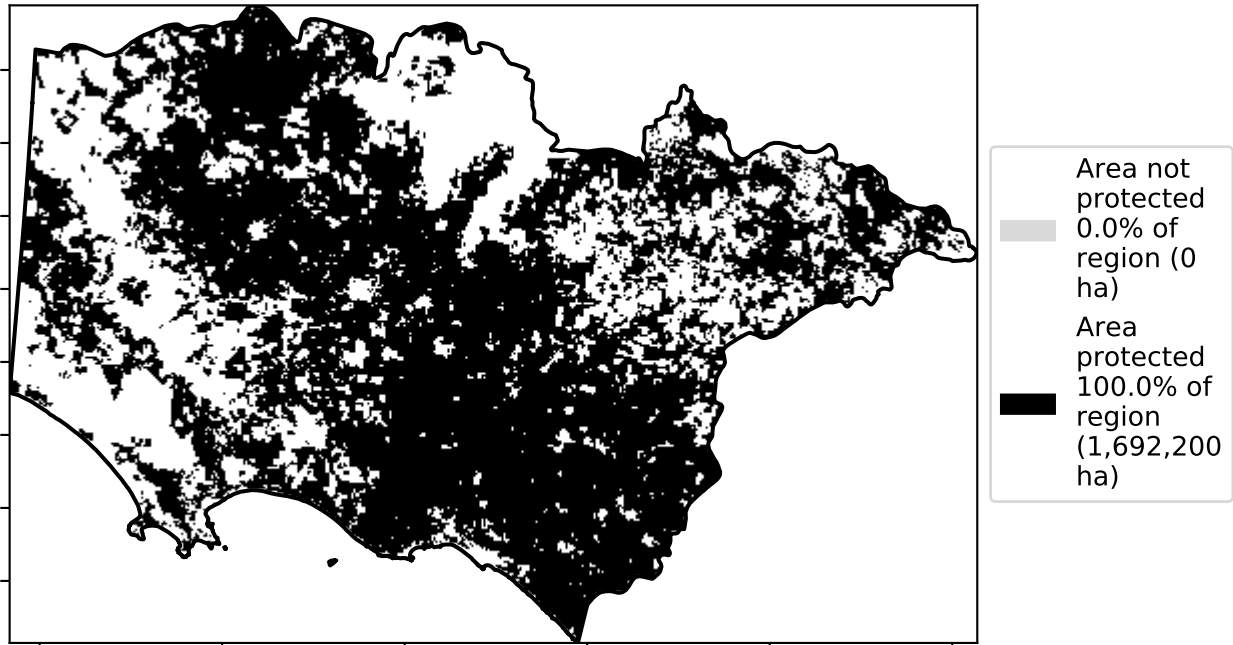 Area not
protected
0.0% of
region (0
ha)
Area
protected
100.0% of
region
(1,692,200
ha)